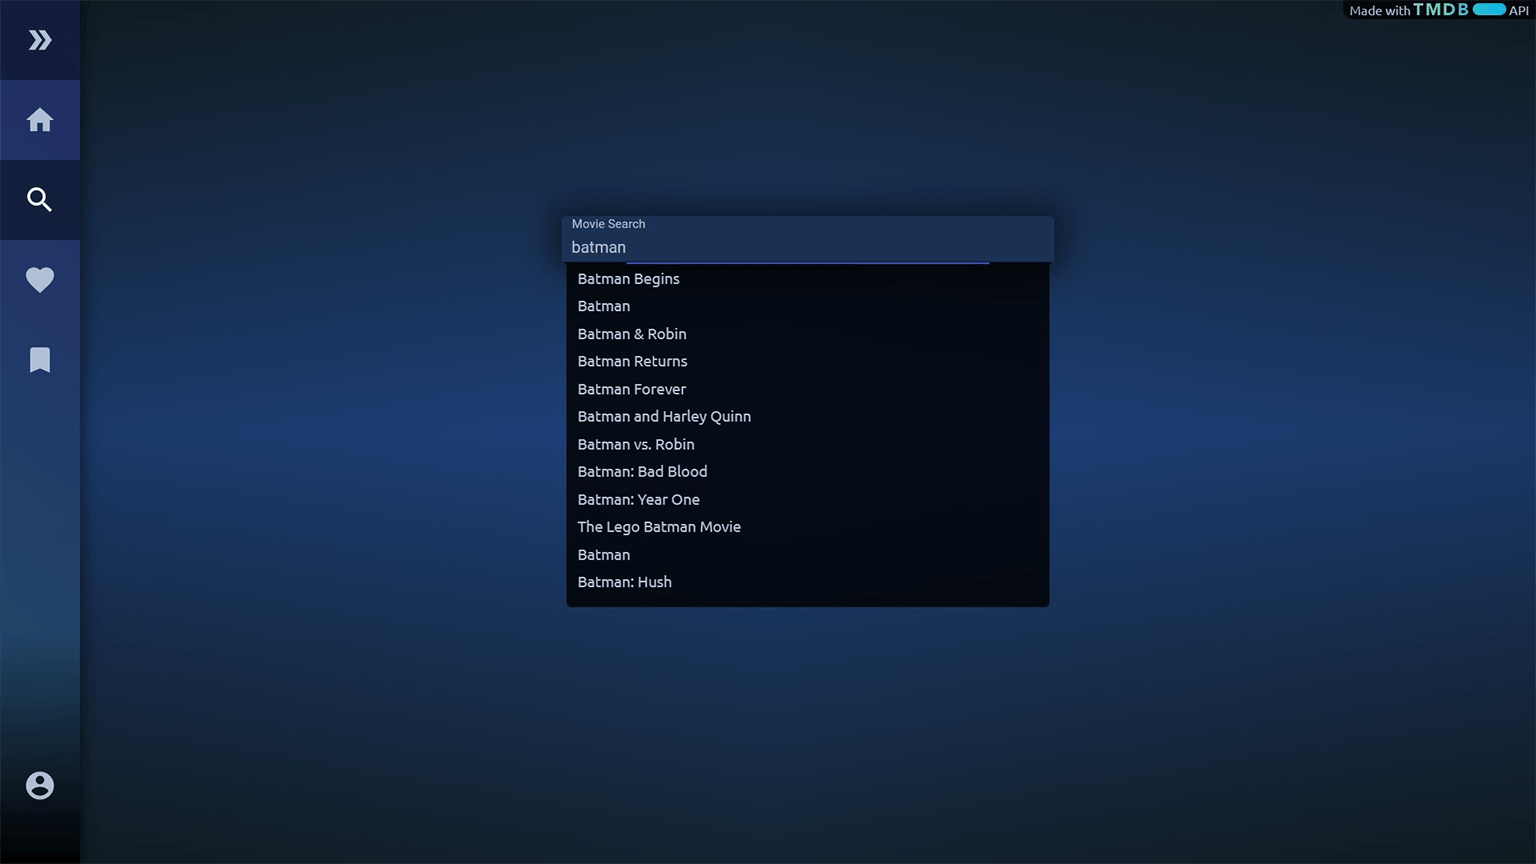 Made with TMDB API
Movie Search
batman
Batman Begins
Batman
Batman & Robin
Batman Returns
Batman Forever
Batman and Harley Quinn
Batman vs. Robin
Batman: Bad Blood
Batman: Year One
The Lego Batman Movie
Batman
Batman: Hush